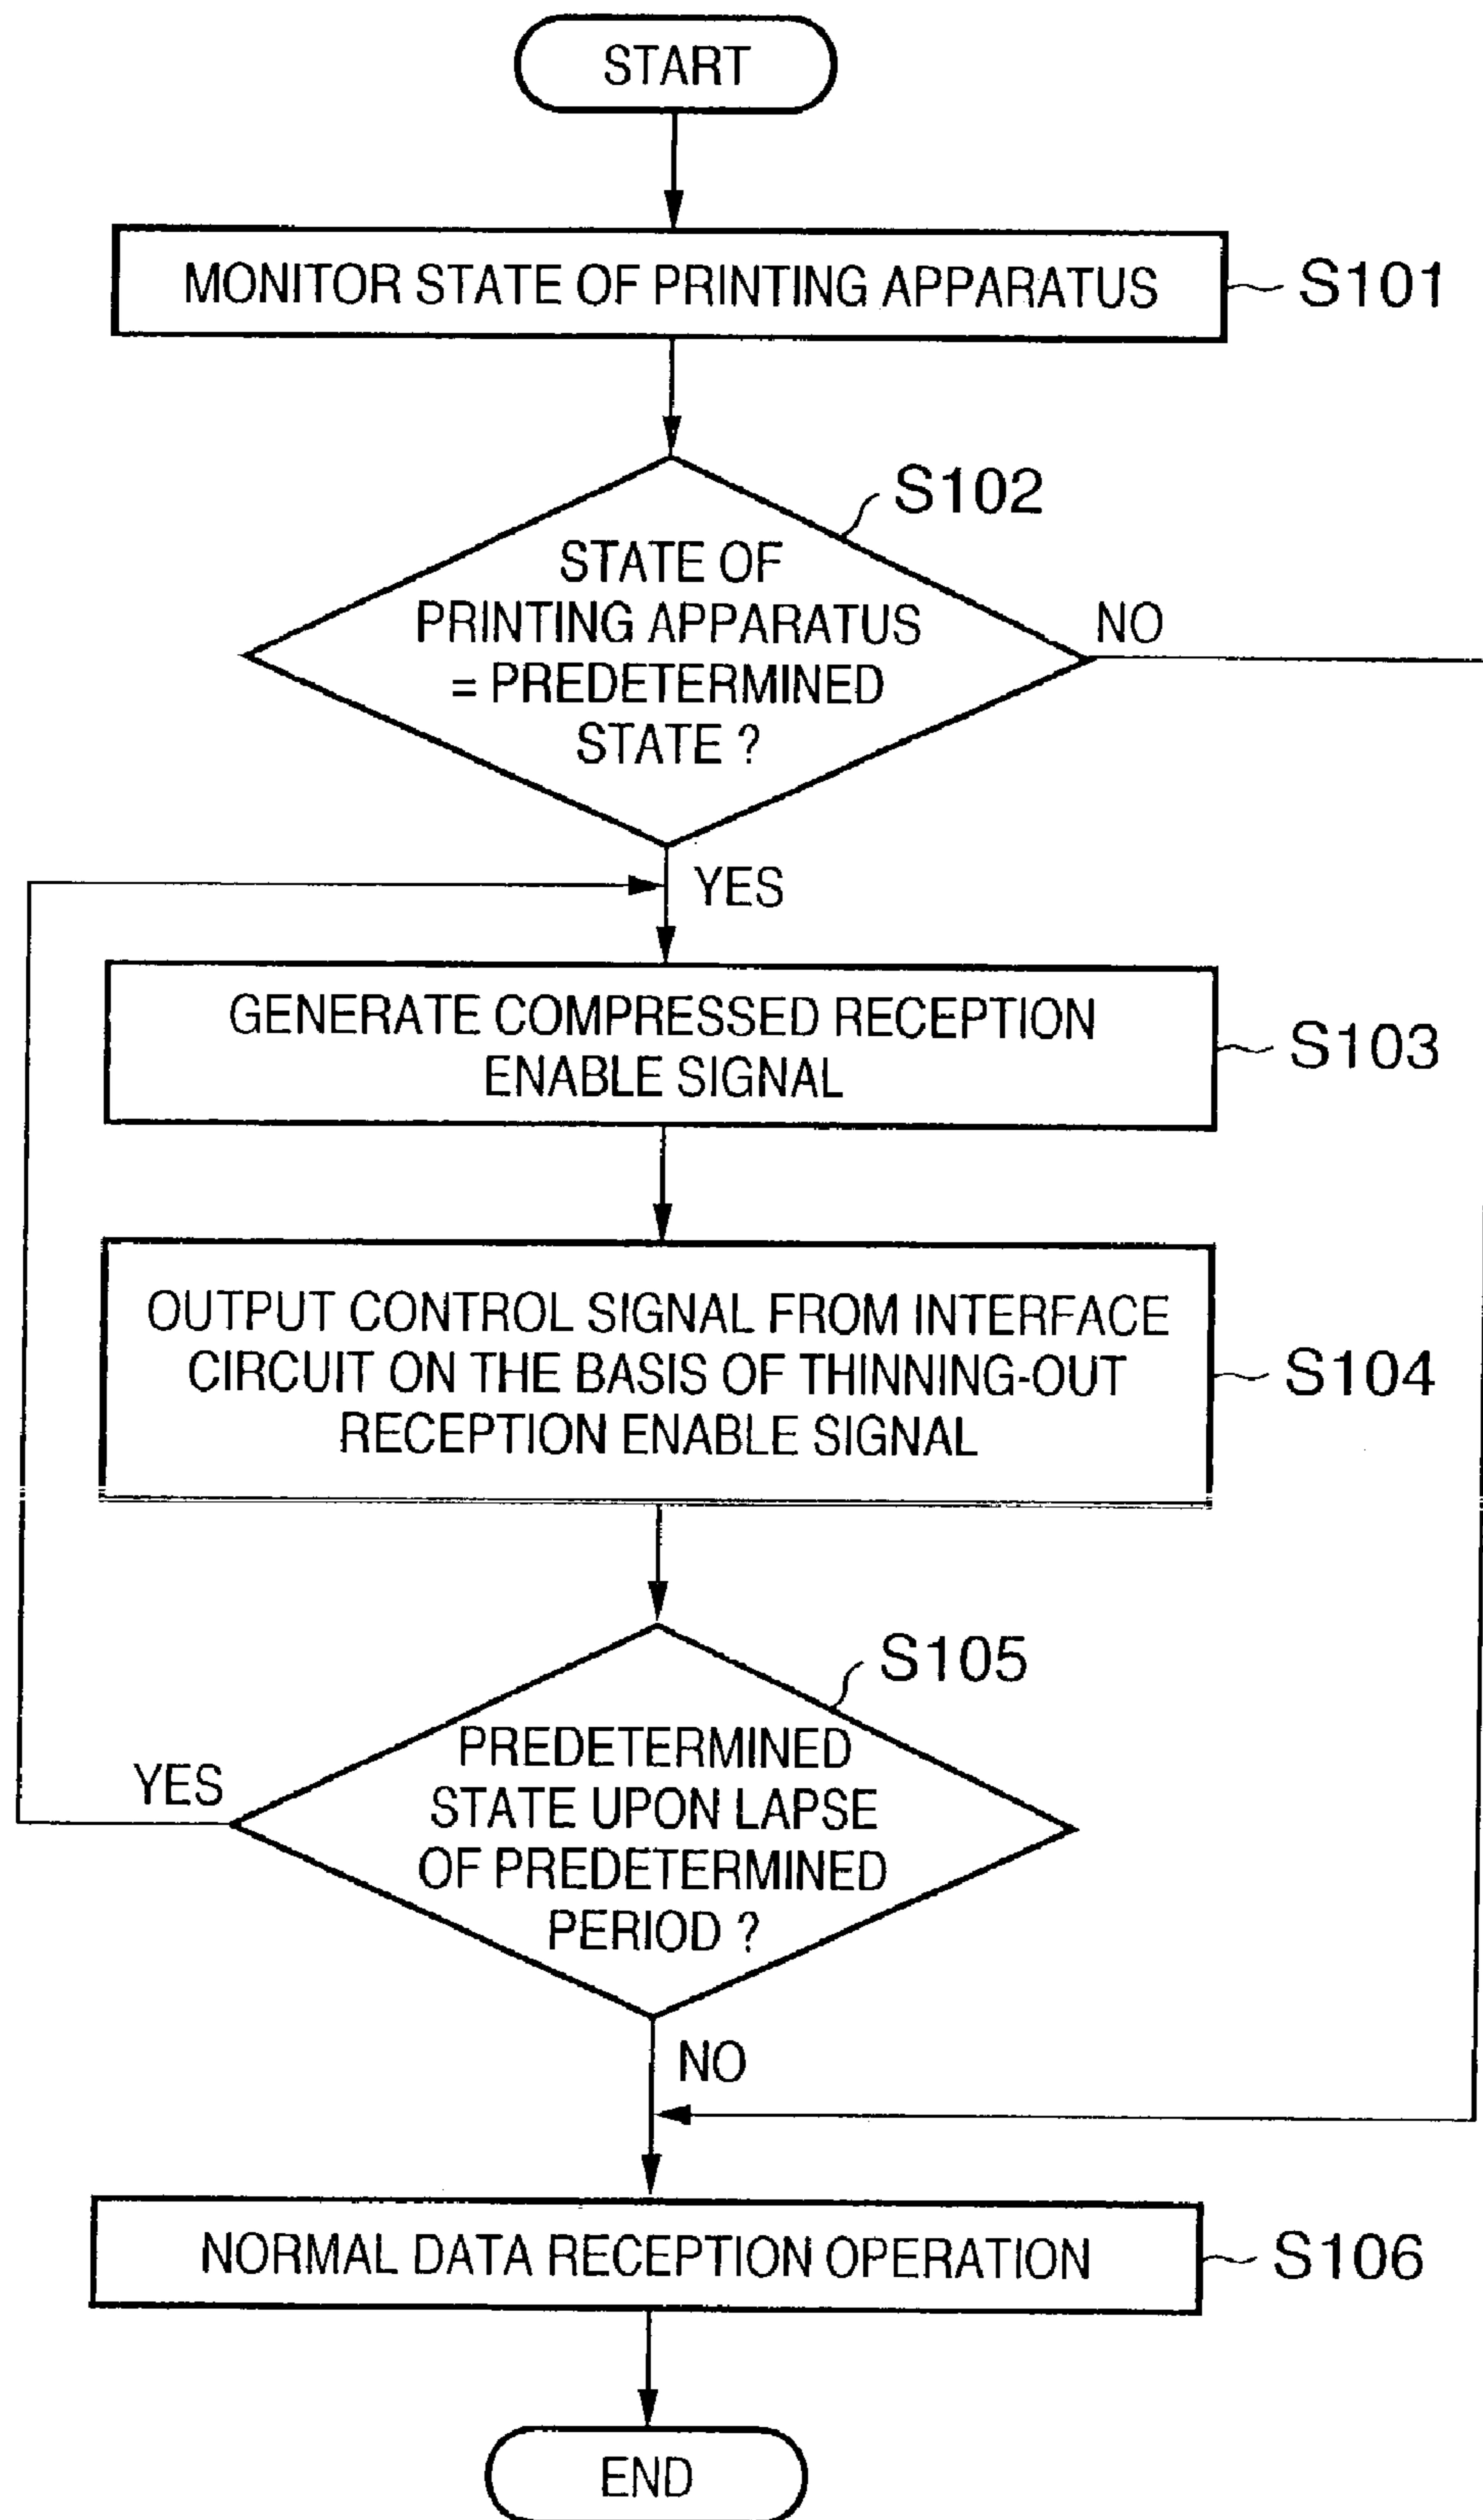 START
MONITOR STATE OF PRINTING APPARATUS
S101
S102
STATE OF
PRINTING APPARATUS
= PREDETERMINED
STATE ?
NO
YES
GENERATE COMPRESSED RECEPTION
ENABLE SIGNAL
S103
OUTPUT CONTROL SIGNAL FROM INTERFACE
CIRCUIT ON THE BASIS OF THINNING-OUT
RECEPTION ENABLE SIGNAL
S104
S105
PREDETERMINED
STATE UPON LAPSE
OF PREDETERMINED
PERIOD ?
YES
NO
NORMAL DATA RECEPTION OPERATION
S106
END